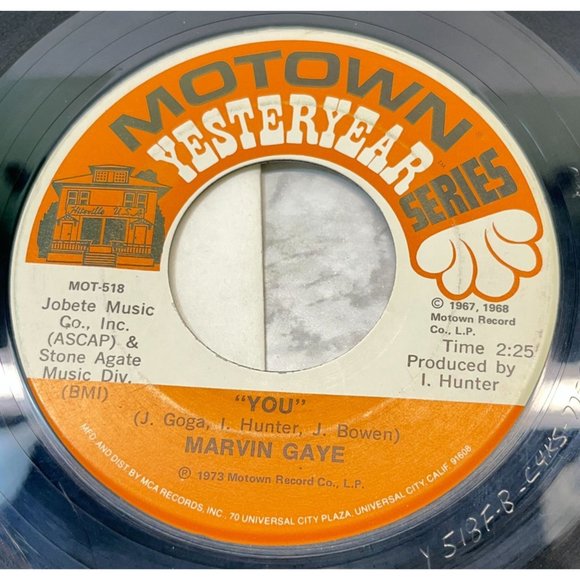 MOTOWN
YESTERYEAR
SERIES
Hitsville U.S.A.
MOT-518
Jobete Music
Co., Inc.
(ASCAP) &
Stone Agate
Music Div.
(BMI)
© 1967, 1968
Motown Record
Co., L.P.
Time 2:25
Produced by
I. Hunter
"YOU"
(J. Goga, I. Hunter, J. Bowen)
MARVIN GAYE
℗ 1973 Motown Record Co., L.P.
MFD AND DIST BY MCA RECORDS, INC. 70 UNIVERSAL CITY PLAZA, UNIVERSAL CITY CALIF 91608